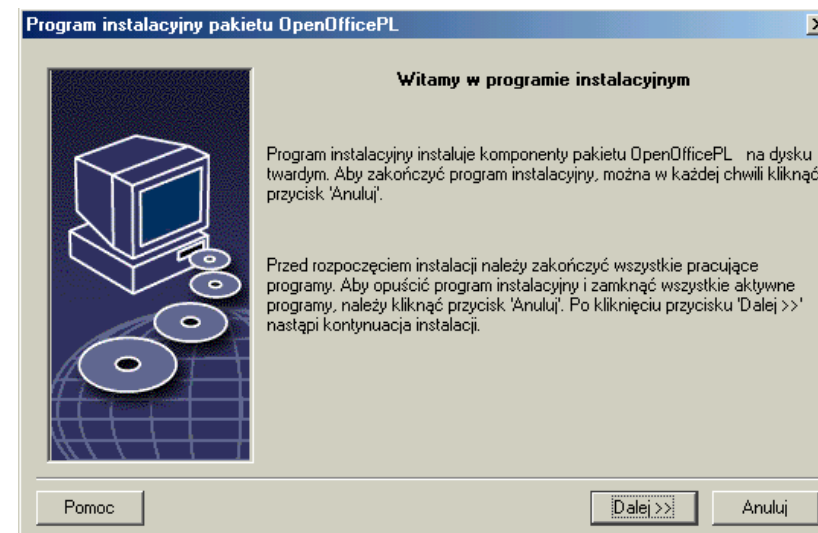 Program instalacyjny pakietu OpenOfficePL
Witamy w programie instalacyjnym
Program instalacyjny instaluje komponenty pakietu OpenOfficePL na dysku
twardym. Aby zakończyć program instalacyjny, można w każdej chwili kliknąć
przycisk 'Anuluj'.
Przed rozpoczęciem instalacji należy zakończyć wszystkie pracujące
programy. Aby opuścić program instalacyjny i zamknąć wszystkie aktywne
programy, należy kliknąć przycisk 'Anuluj'. Po kliknięciu przycisku 'Dalej >>'
nastąpi kontynuacja instalacji.
Pomoc
Dalej >>
Anuluj